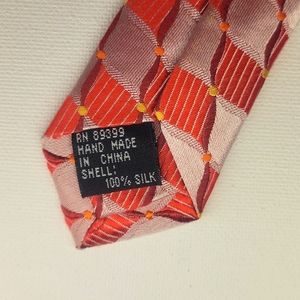 RN 89399
HAND MADE
IN CHINA
SHELL:
100% SILK